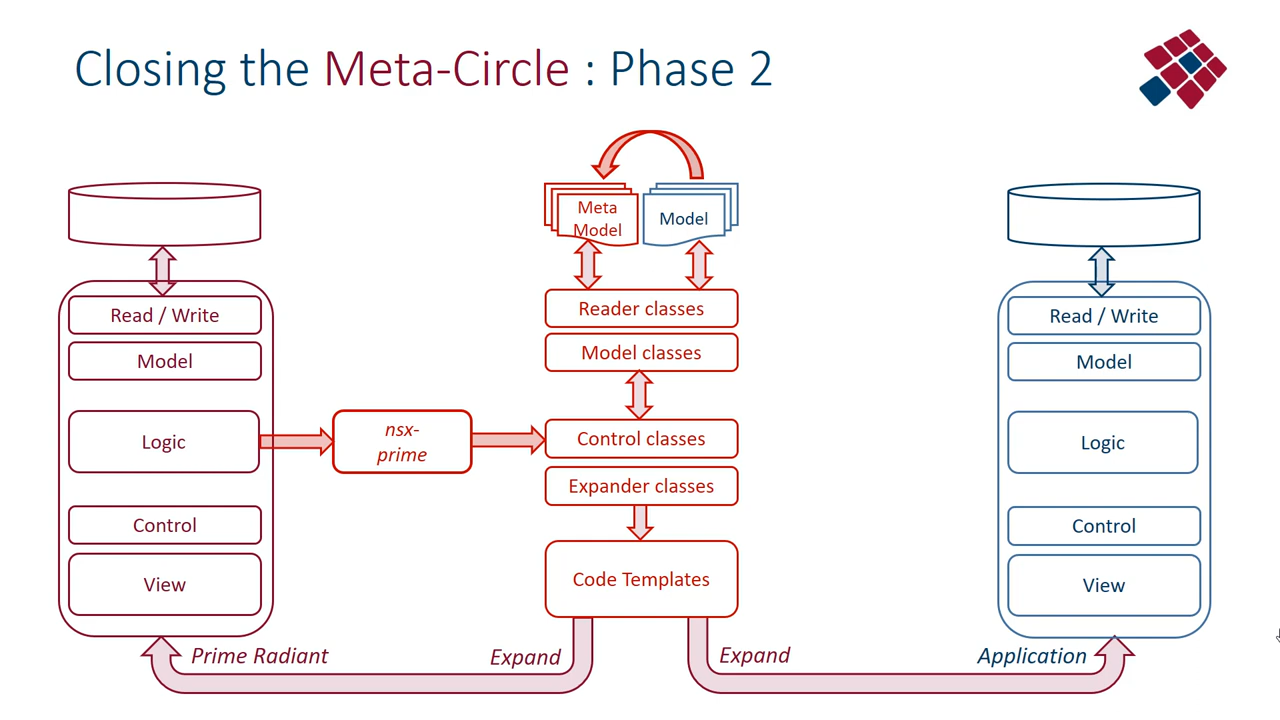 Closing the Meta-Circle : Phase 2
Meta
Model
Model
Read / Write
Model
Logic
Control
View
nsx-
prime
Reader classes
Model classes
Control classes
Expander classes
Code Templates
Read / Write
Model
Logic
Control
View
Prime Radiant
Expand
Expand
Application